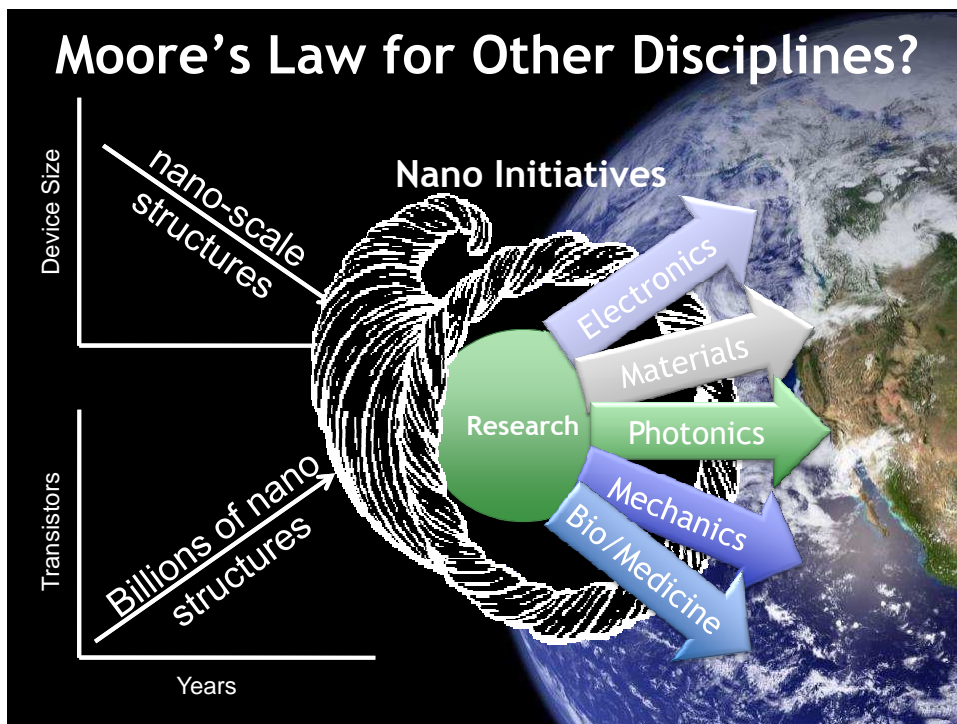 Moore’s Law for Other Disciplines?
Device Size
nano-scale
structures
Nano Initiatives
Electronics
Materials
Research
Photonics
Mechanics
Bio/Medicine
Transistors
Billions of nano
structures
Years